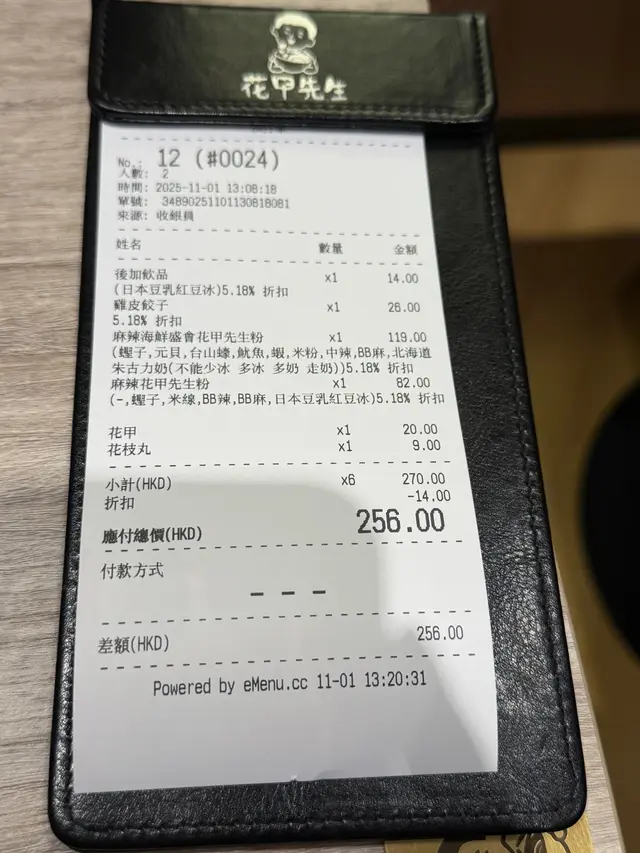 花甲先生
No.: 12 (#0024)
人數: 2
時間: 2025-11-01 13:08:18
單號: 34890251101130818081
來源: 收銀員
姓名 數量 金額
後加飲品 x1 14.00
(日本豆乳紅豆冰)5.18% 折扣
雞皮餃子 x1 26.00
5.18% 折扣
麻辣海鮮盛會花甲先生粉 x1 119.00
(蟶子,元貝,台山蠔,魷魚,蝦,米粉,中辣,BB麻,北海道
朱古力奶(不能少冰 多冰 多奶 走奶))5.18% 折扣
麻辣花甲先生粉 x1 82.00
(-,蟶子,米線,BB辣,BB麻,日本豆乳紅豆冰)5.18% 折扣
花甲 x1 20.00
花枝丸 x1 9.00
小計(HKD) x6 270.00
折扣 -14.00
應付總價(HKD) 256.00
付款方式
– – –
差額(HKD) 256.00
Powered by eMenu.cc 11-01 13:20:31